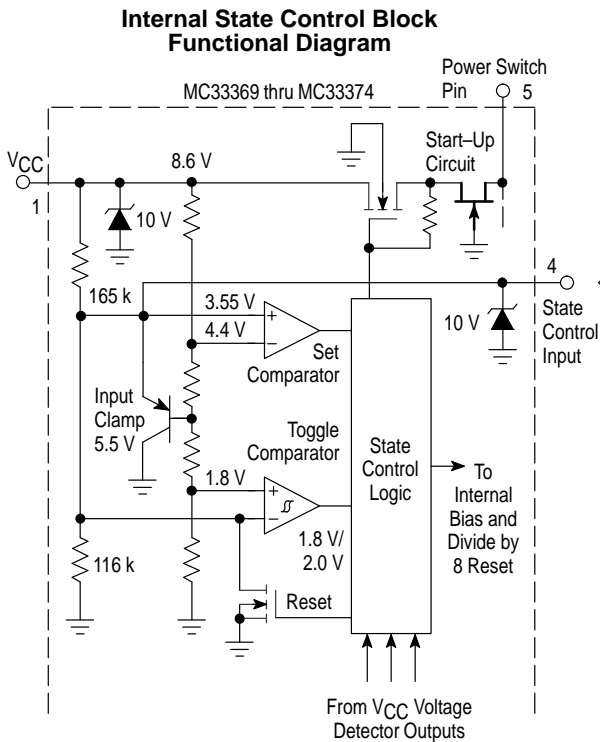 Internal State Control Block
Functional Diagram
Power Switch
Pin 5
MC33369 thru MC33374
Start–Up
Circuit
VCC
1
8.6 V
10 V
165 k
4
State
Control
Input
10 V
3.55 V
+
4.4 V
–
Set
Comparator
Input
Clamp
5.5 V
Toggle
Comparator
1.8 V
+
–
State
Control
Logic
To
Internal
Bias and
Divide by
8 Reset
1.8 V/
2.0 V
116 k
Reset
From VCC Voltage
Detector Outputs